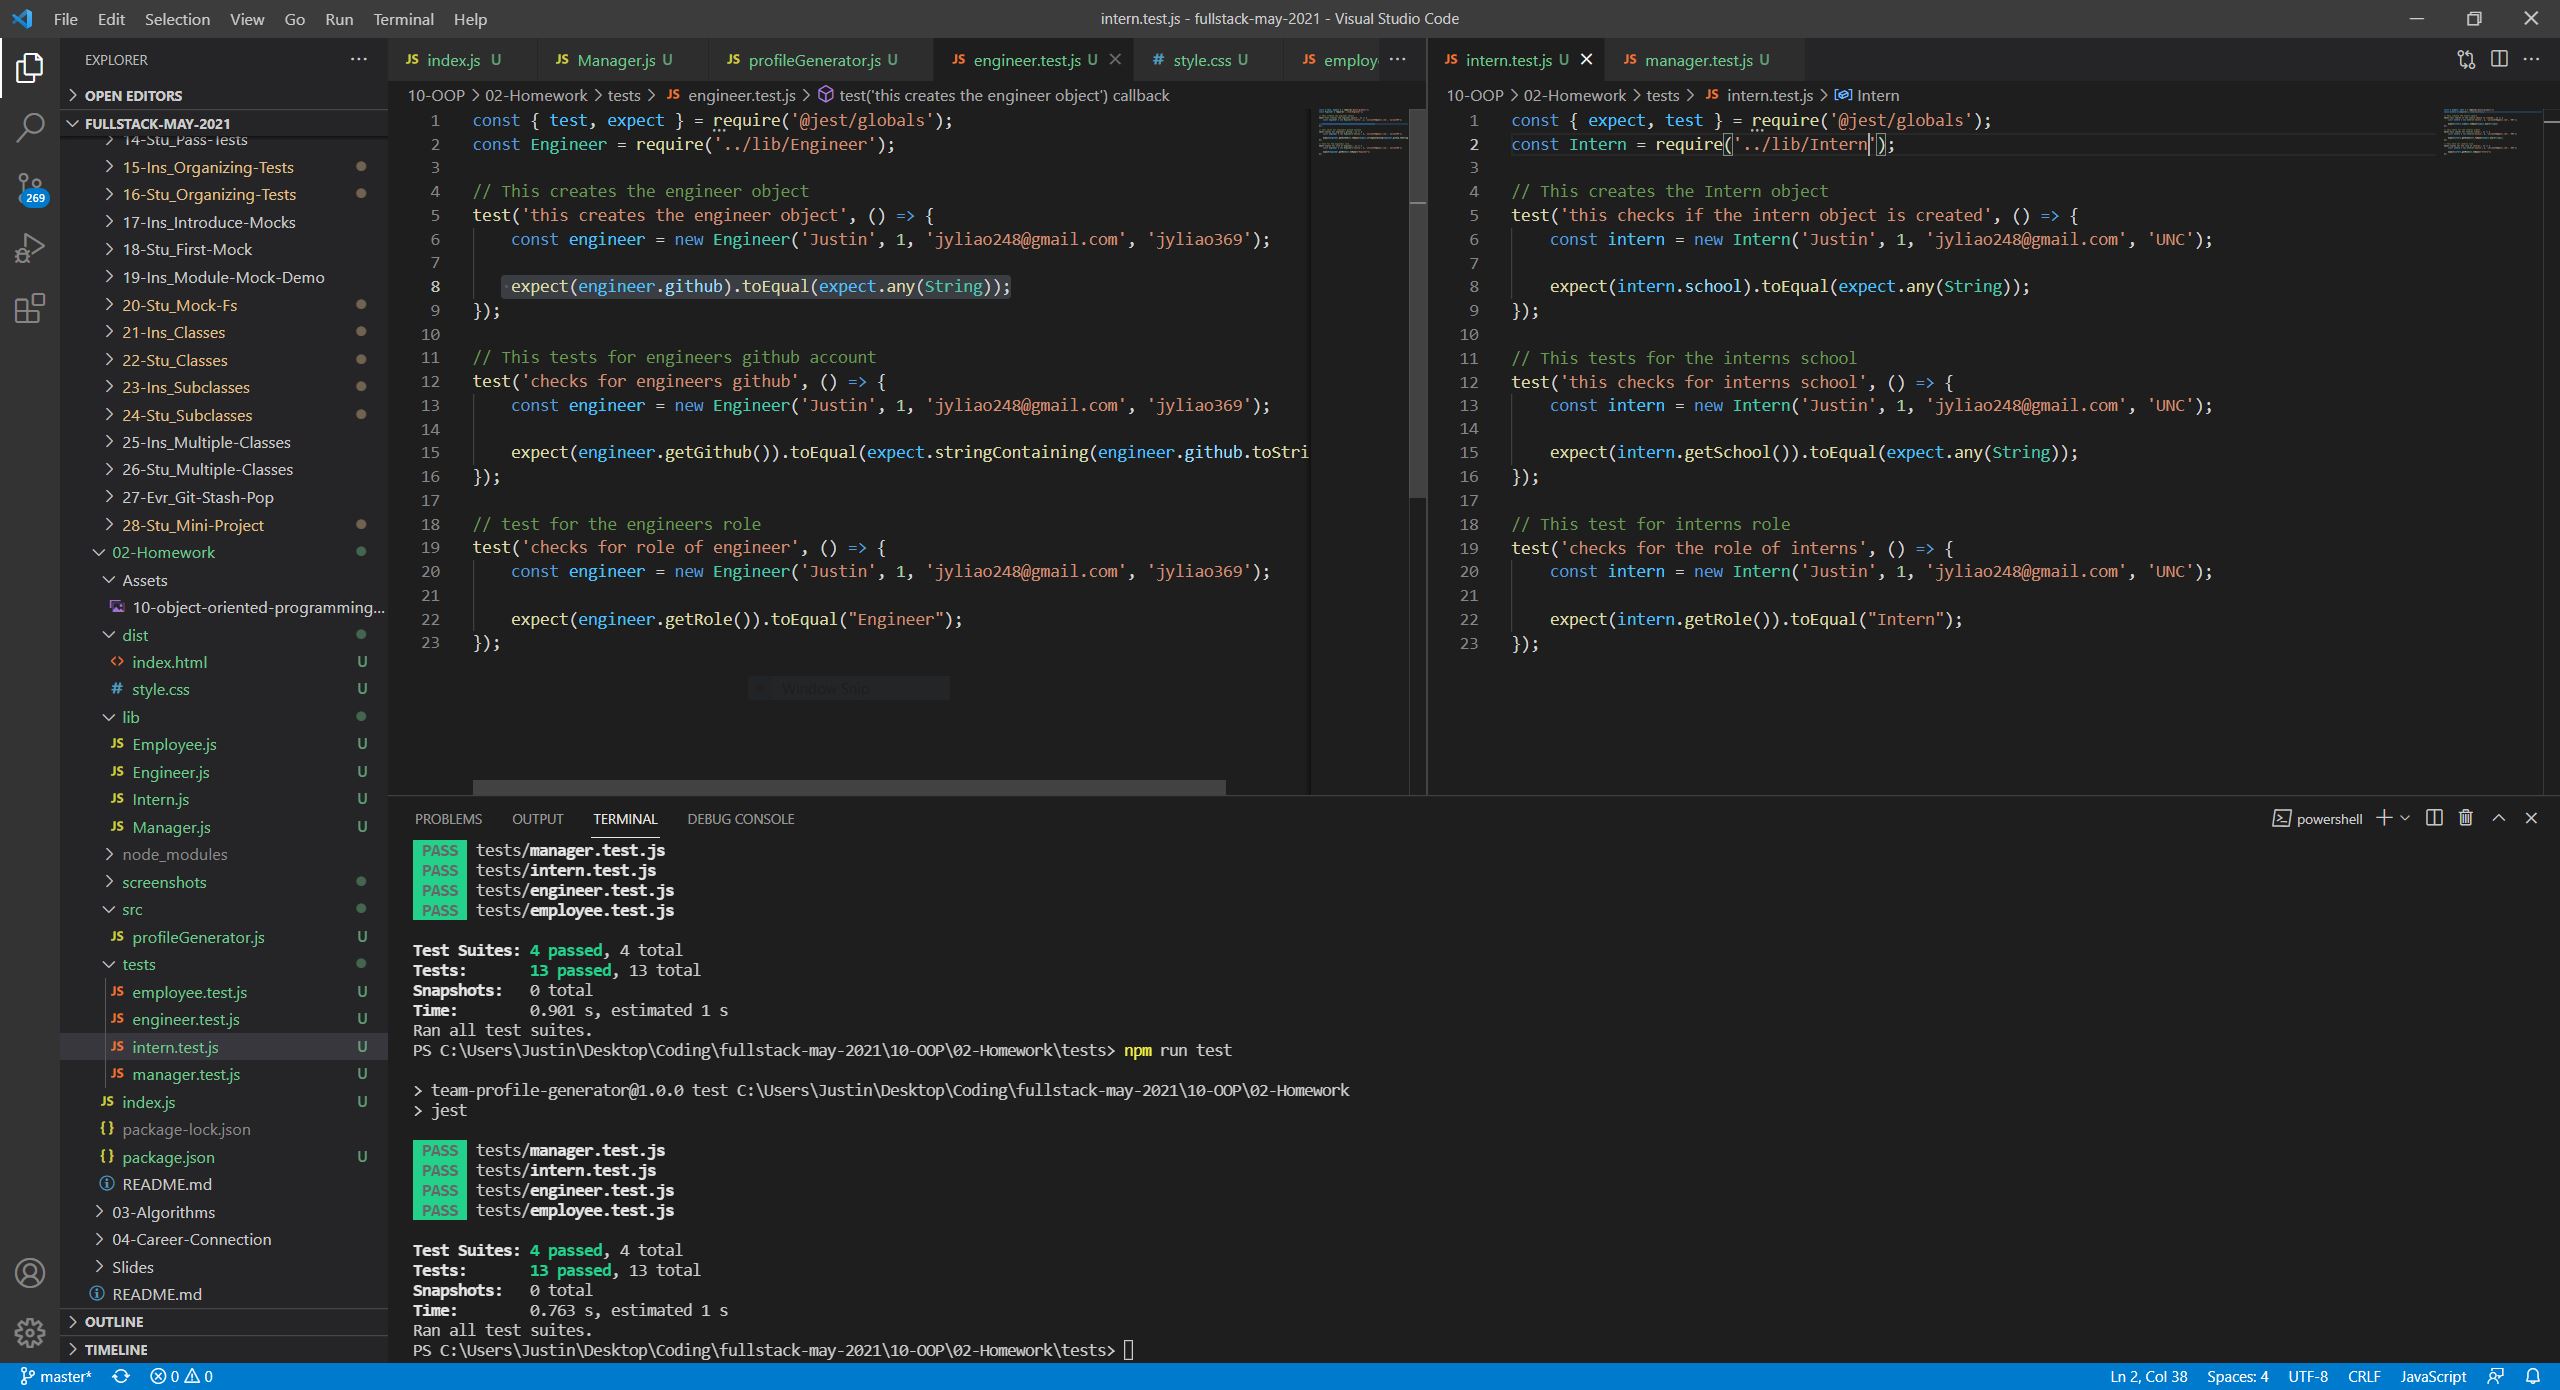 File Edit Selection View Go Run Terminal Help
intern.test.js - fullstack-may-2021 - Visual Studio Code
EXPLORER
OPEN EDITORS
FULLSTACK-MAY-2021
14-Stu_Pass-Tests
15-Ins_Organizing-Tests
16-Stu_Organizing-Tests
17-Ins_Introduce-Mocks
18-Stu_First-Mock
19-Ins_Module-Mock-Demo
20-Stu_Mock-Fs
21-Ins_Classes
22-Stu_Classes
23-Ins_Subclasses
24-Stu_Subclasses
25-Ins_Multiple-Classes
26-Stu_Multiple-Classes
27-Evr_Git-Stash-Pop
28-Stu_Mini-Project
02-Homework
Assets
10-object-oriented-programming...
dist
index.html U
style.css U
lib
Employee.js U
Engineer.js U
Intern.js U
Manager.js U
node_modules
screenshots
src
profileGenerator.js U
tests
employee.test.js U
engineer.test.js U
intern.test.js U
manager.test.js U
index.js U
package-lock.json
package.json U
README.md
03-Algorithms
04-Career-Connection
Slides
README.md
OUTLINE
TIMELINE
269
index.js U Manager.js U profileGenerator.js U engineer.test.js U style.css U employ
10-OOP > 02-Homework > tests > engineer.test.js > test('this creates the engineer object') callback
1 const { test, expect } = require('@jest/globals');
2 const Engineer = require('../lib/Engineer');
3
4 // This creates the engineer object
5 test('this creates the engineer object', () => {
6 const engineer = new Engineer('Justin', 1, 'jyliao248@gmail.com', 'jyliao369');
7
8 expect(engineer.github).toEqual(expect.any(String));
9 });
10
11 // This tests for engineers github account
12 test('checks for engineers github', () => {
13 const engineer = new Engineer('Justin', 1, 'jyliao248@gmail.com', 'jyliao369');
14
15 expect(engineer.getGithub()).toEqual(expect.stringContaining(engineer.github.toStri
16 });
17
18 // test for the engineers role
19 test('checks for role of engineer', () => {
20 const engineer = new Engineer('Justin', 1, 'jyliao248@gmail.com', 'jyliao369');
21
22 expect(engineer.getRole()).toEqual("Engineer");
23 });
Window Snip
intern.test.js U manager.test.js U
10-OOP > 02-Homework > tests > intern.test.js > Intern
1 const { expect, test } = require('@jest/globals');
2 const Intern = require('../lib/Intern');
3
4 // This creates the Intern object
5 test('this checks if the intern object is created', () => {
6 const intern = new Intern('Justin', 1, 'jyliao248@gmail.com', 'UNC');
7
8 expect(intern.school).toEqual(expect.any(String));
9 });
10
11 // This tests for the interns school
12 test('this checks for interns school', () => {
13 const intern = new Intern('Justin', 1, 'jyliao248@gmail.com', 'UNC');
14
15 expect(intern.getSchool()).toEqual(expect.any(String));
16 });
17
18 // This test for interns role
19 test('checks for the role of interns', () => {
20 const intern = new Intern('Justin', 1, 'jyliao248@gmail.com', 'UNC');
21
22 expect(intern.getRole()).toEqual("Intern");
23 });
PROBLEMS OUTPUT TERMINAL DEBUG CONSOLE
powershell
PASS tests/manager.test.js
PASS tests/intern.test.js
PASS tests/engineer.test.js
PASS tests/employee.test.js
Test Suites: 4 passed, 4 total
Tests: 13 passed, 13 total
Snapshots: 0 total
Time: 0.901 s, estimated 1 s
Ran all test suites.
PS C:\Users\Justin\Desktop\Coding\fullstack-may-2021\10-OOP\02-Homework\tests> npm run test
> team-profile-generator@1.0.0 test C:\Users\Justin\Desktop\Coding\fullstack-may-2021\10-OOP\02-Homework
> jest
PASS tests/manager.test.js
PASS tests/intern.test.js
PASS tests/engineer.test.js
PASS tests/employee.test.js
Test Suites: 4 passed, 4 total
Tests: 13 passed, 13 total
Snapshots: 0 total
Time: 0.763 s, estimated 1 s
Ran all test suites.
PS C:\Users\Justin\Desktop\Coding\fullstack-may-2021\10-OOP\02-Homework\tests>
master* 0 0
Ln 2, Col 38 Spaces: 4 UTF-8 CRLF JavaScript